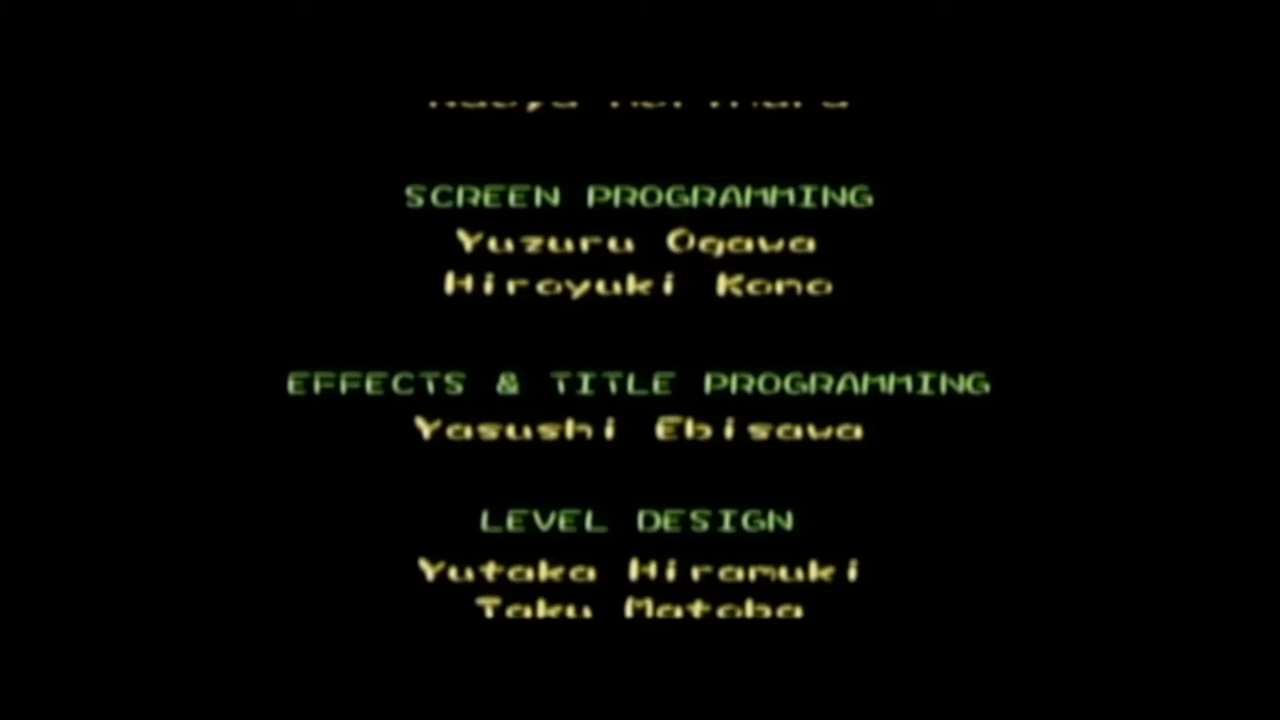 SCREEN PROGRAMMING
Yuzuru Ogawa
Hiroyuki Kono
EFFECTS & TITLE PROGRAMMING
Yasushi Ebisawa
LEVEL DESIGN
Yutaka Hiramuki
Taku Matoba